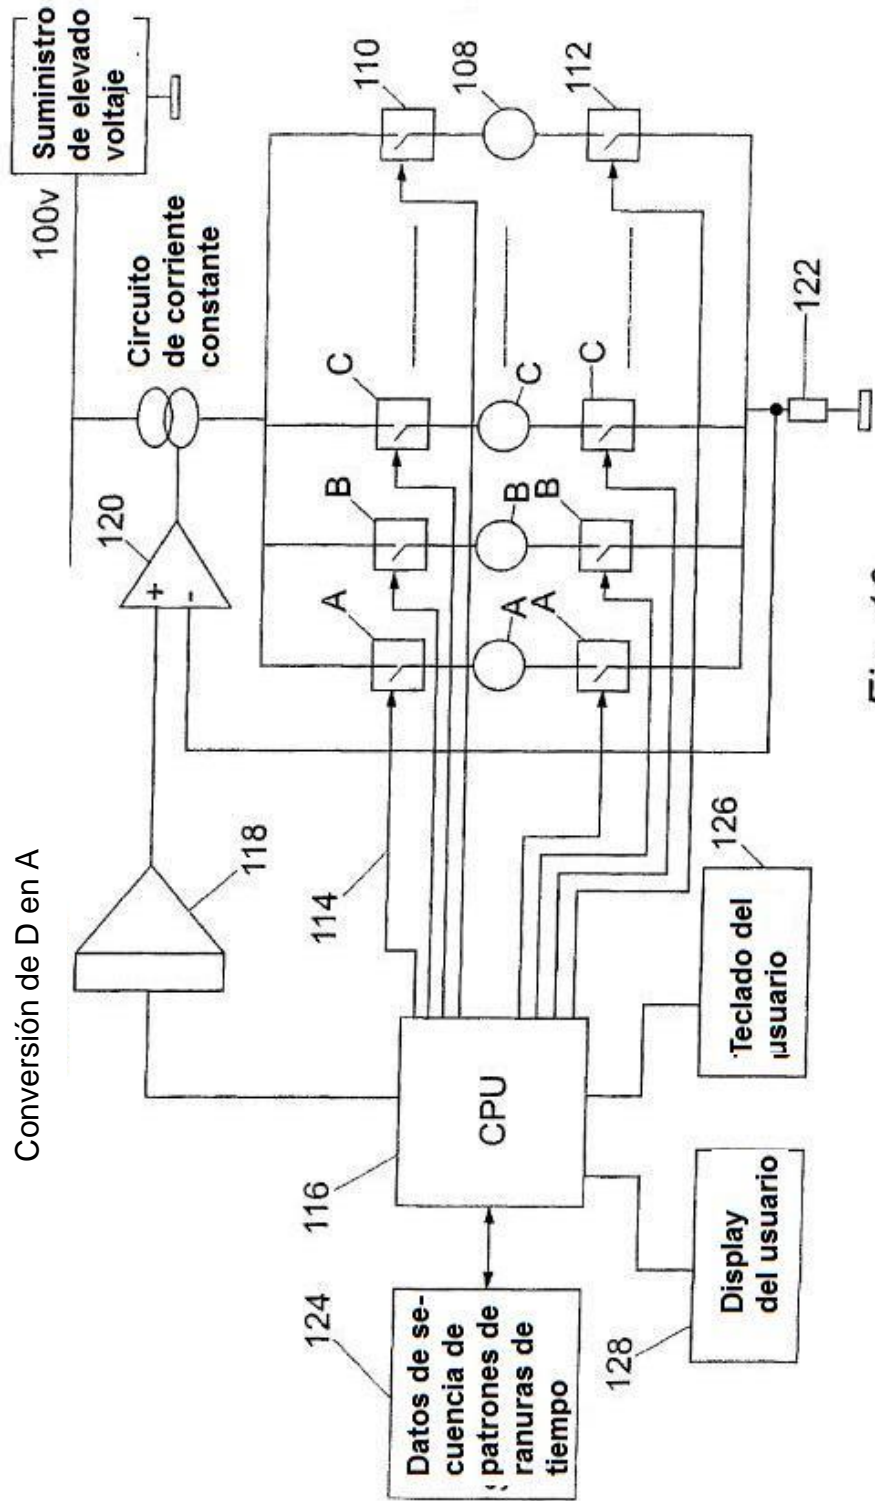 Conversión de D en A
118
120
100v
Suministro
de elevado
voltaje
Circuito
de corriente
constante
110
108
112
A
B
C
A
B
C
A
B
C
114
122
116
CPU
124
Datos de se-
cuencia de
patrones de
ranuras de
tiempo
126
Teclado del
usuario
128
Display
del usuario